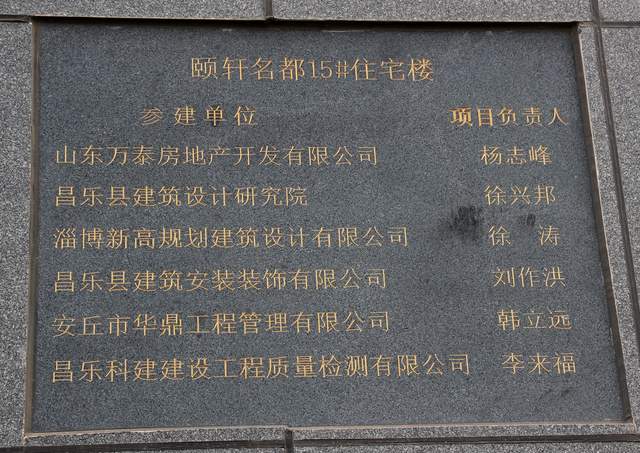 颐轩名都15#住宅楼
参建单位 项目负责人
山东万泰房地产开发有限公司 杨志峰
昌乐县建筑设计研究院 徐兴邦
淄博新高规划建筑设计有限公司 徐涛
昌乐县建筑安装装饰有限公司 刘作洪
安丘市华鼎工程管理有限公司 韩立远
昌乐科建建设工程质量检测有限公司 李来福